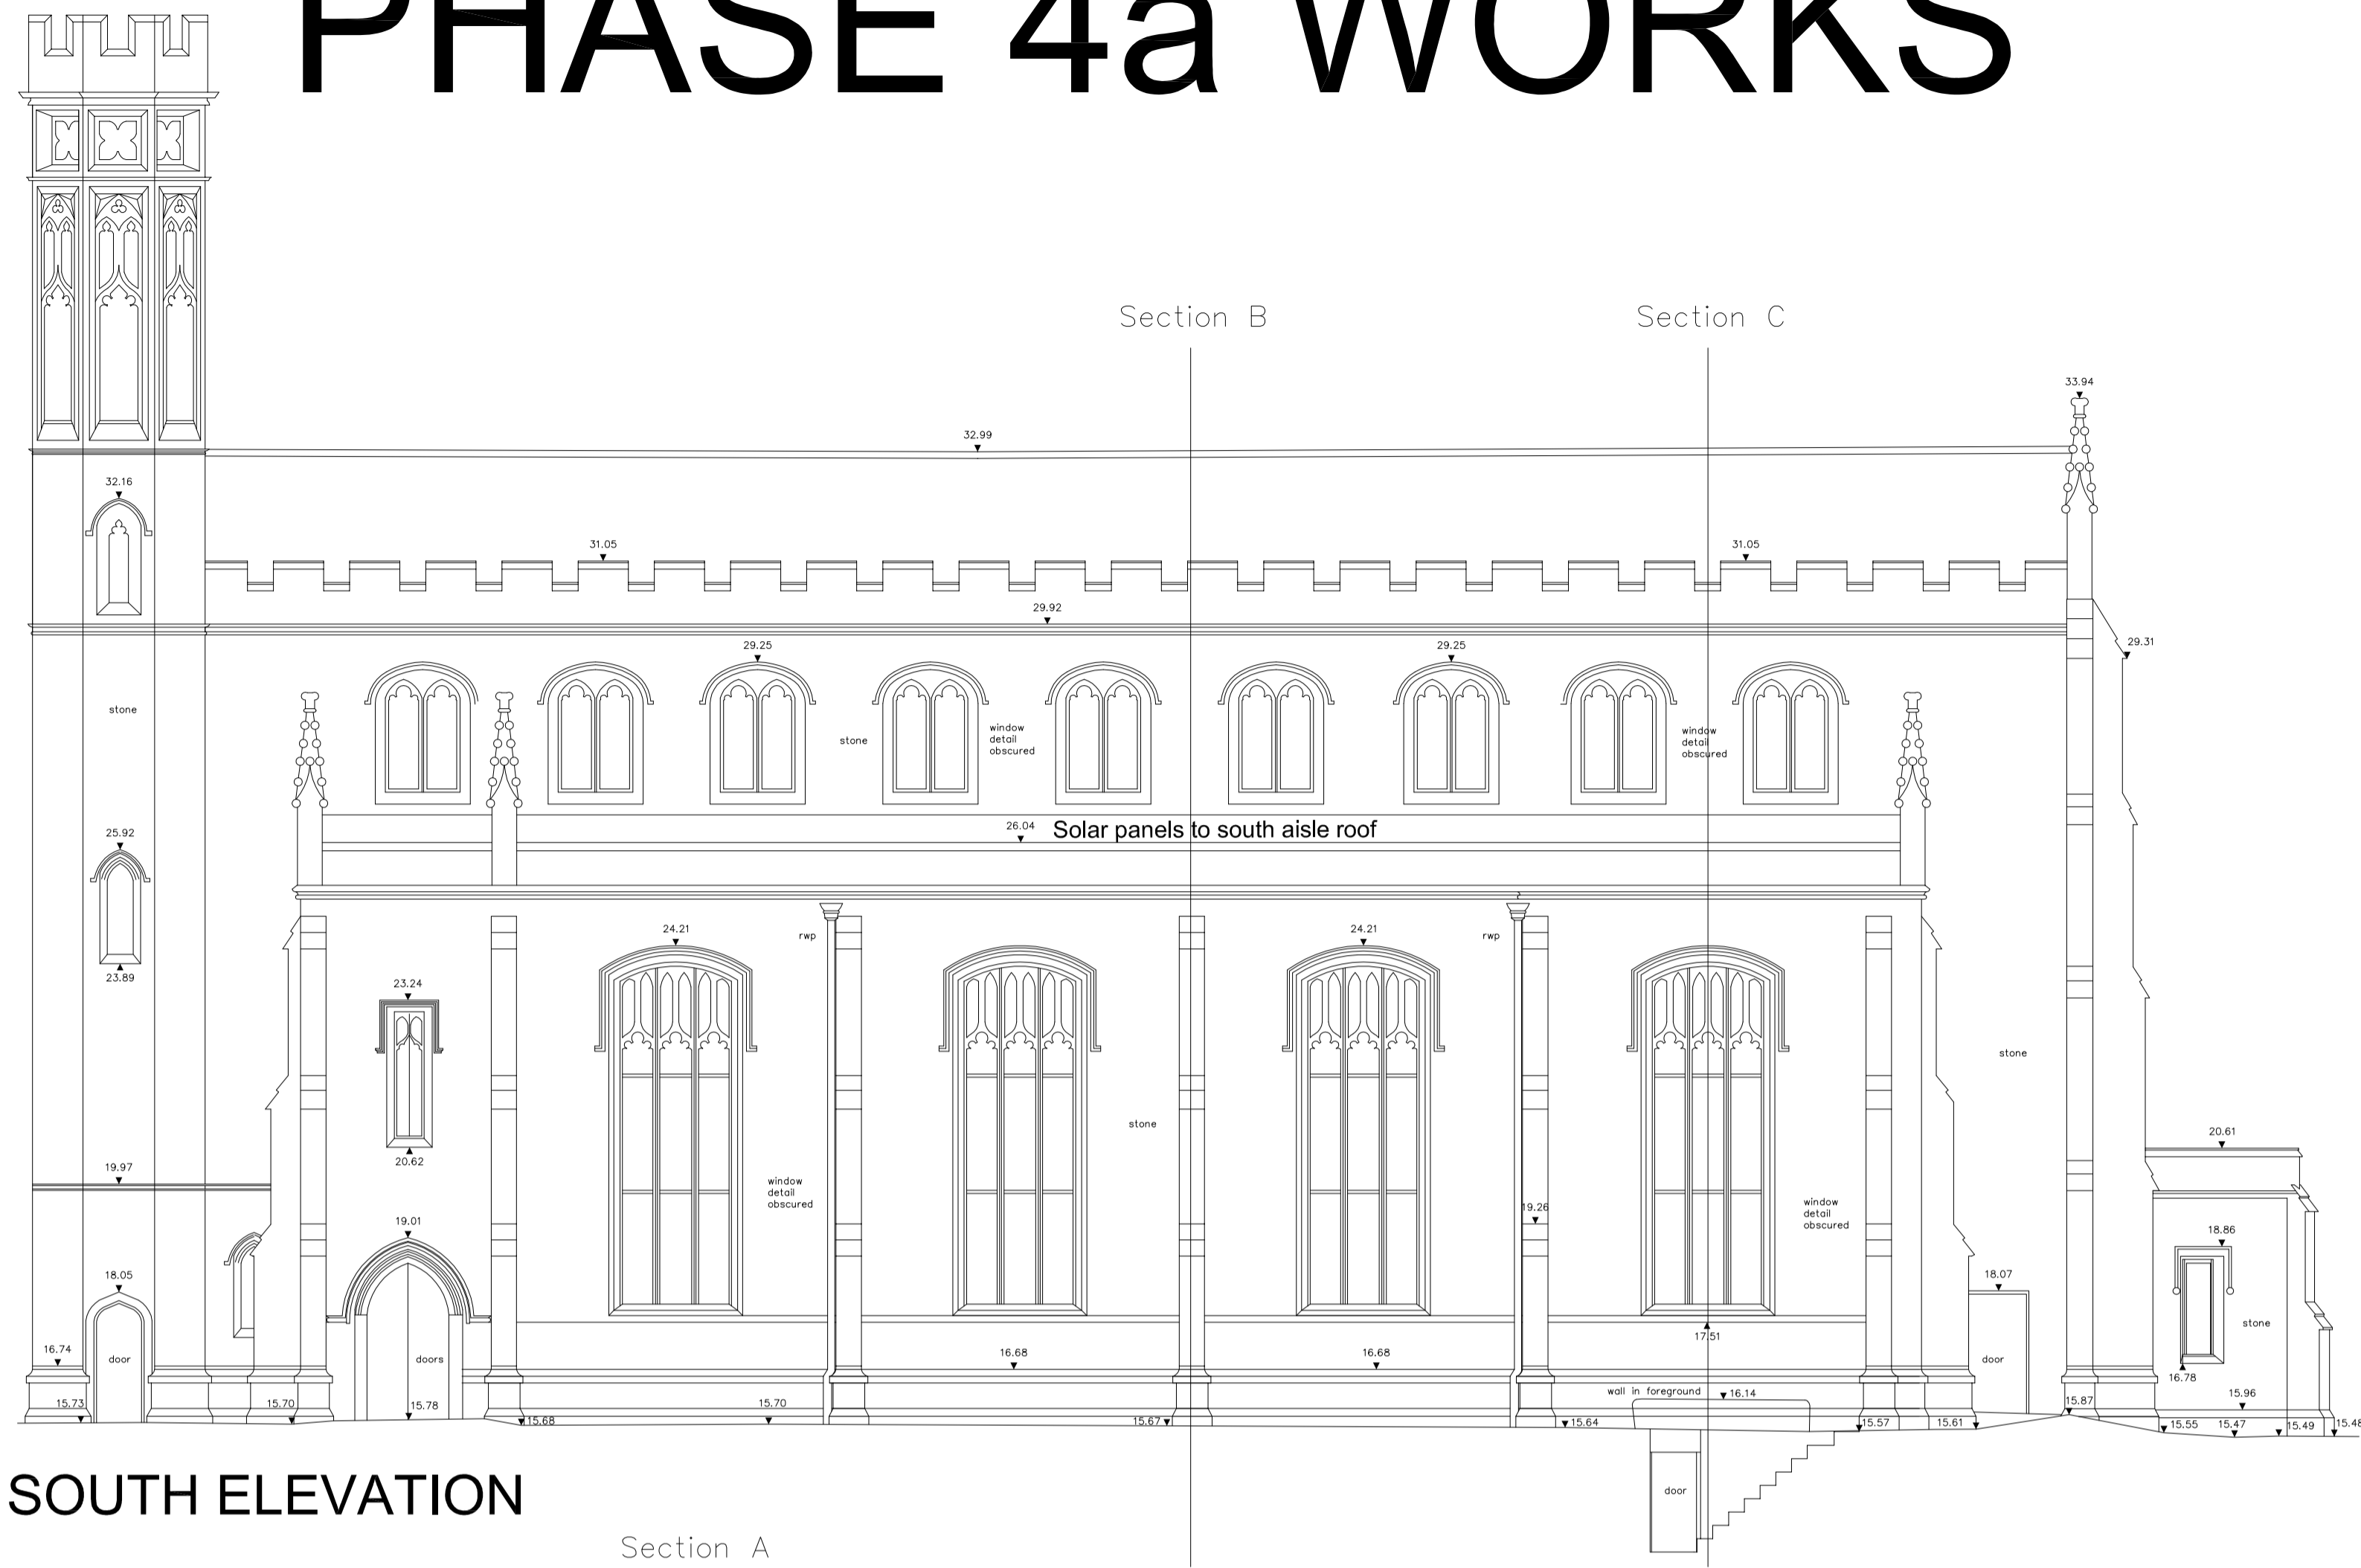 PHASE 4a WORKS
Section B
Section C
33.94
32.99
32.16
31.05
31.05
29.92
29.31
29.25
29.25
stone
stone
window
detail
obscured
window
detail
obscured
26.04
Solar panels to south aisle roof
25.92
23.89
24.21
rwp
24.21
rwp
23.24
20.62
stone
stone
window
detail
obscured
window
detail
obscured
19.97
19.01
19.26
20.61
18.86
18.05
18.07
stone
17.51
16.74
door
doors
16.68
16.68
door
16.78
wall in foreground
16.14
15.73
15.70
15.78
15.68
15.70
15.67
15.64
15.57
15.61
15.87
15.96
15.55
15.47
15.49
15.48
door
SOUTH ELEVATION
Section A